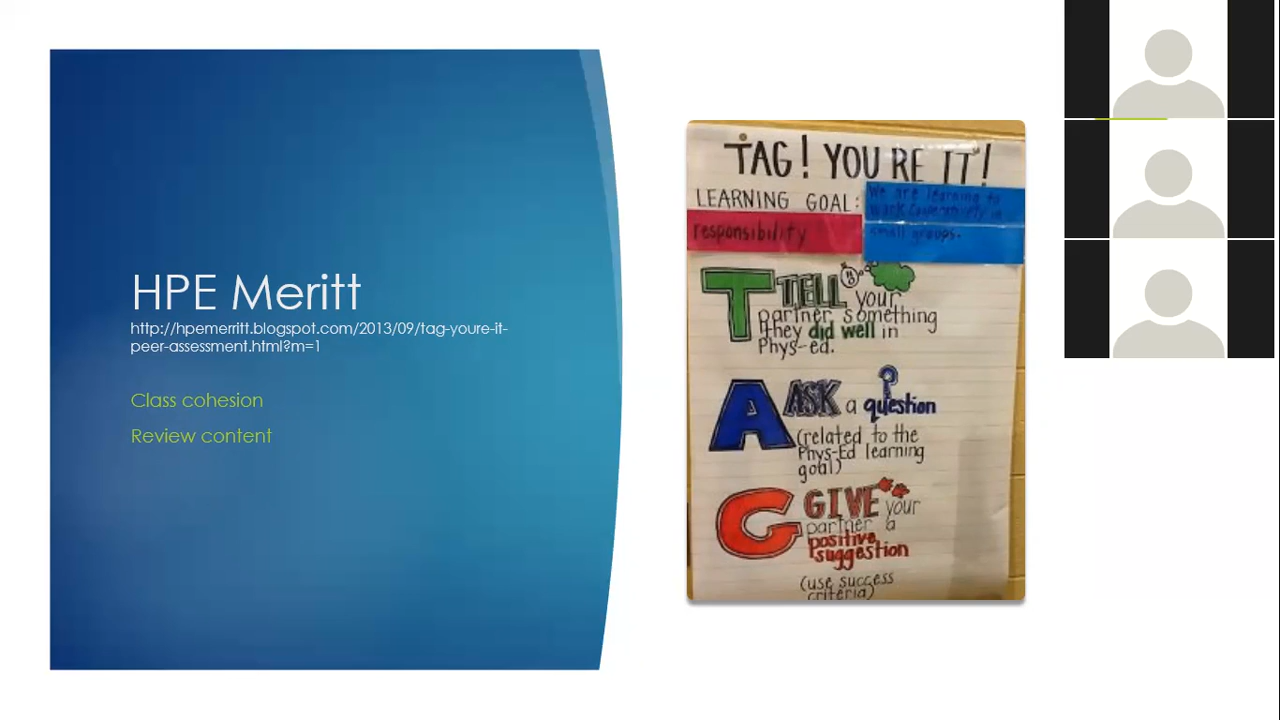 HPE Meritt
http://hpemerritt.blogspot.com/2013/09/tag-youre-it-
peer-assessment.html?m=1
Class cohesion
Review content
TAG! YOU'RE IT!
LEARNING GOAL:
responsibility
We are learning to
work cooperatively in
small groups.
T TELL your
partner something
they did well in
Phys-ed.
A ASK a question
(related to the
Phys-Ed learning
goal)
G GIVE your
partner a
positive
suggestion
(use success
criteria)